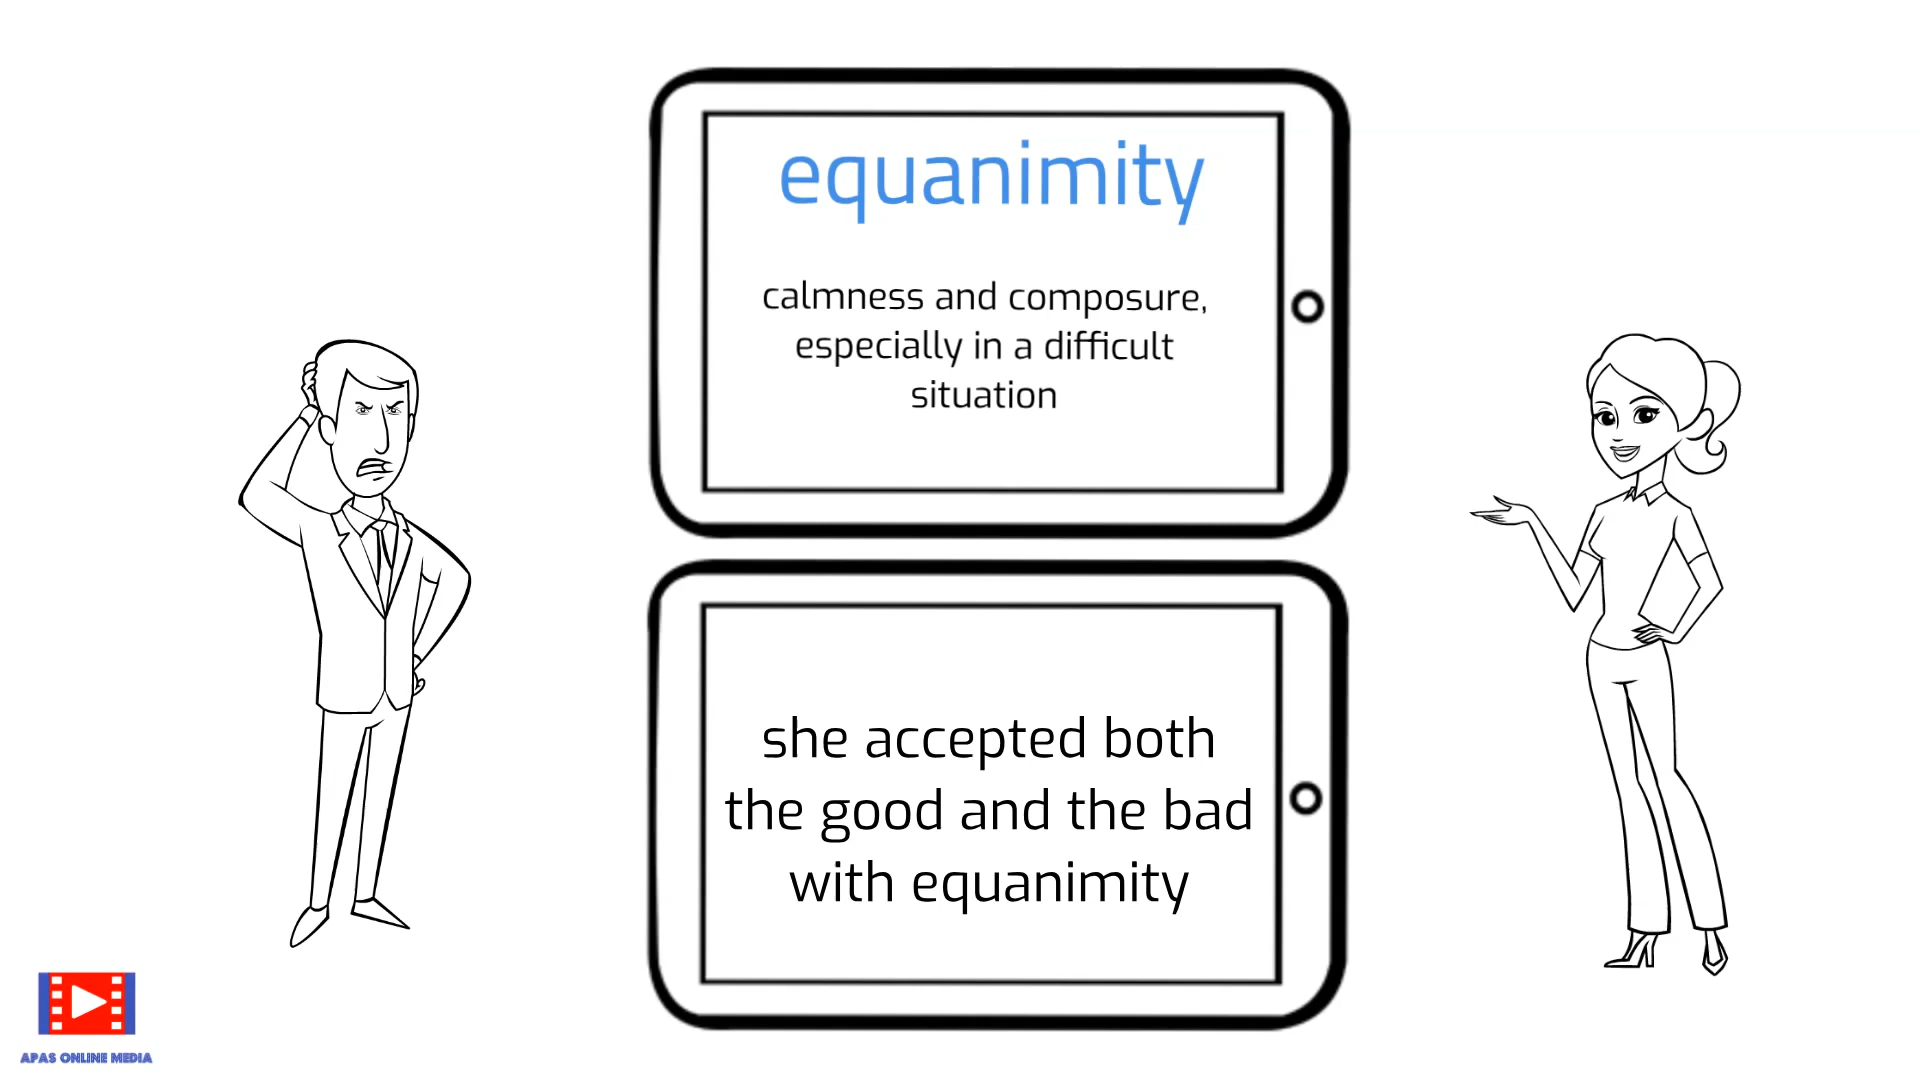 equanimity
calmness and composure,
especially in a difficult
situation
she accepted both
the good and the bad
with equanimity
APAS ONLINE MEDIA